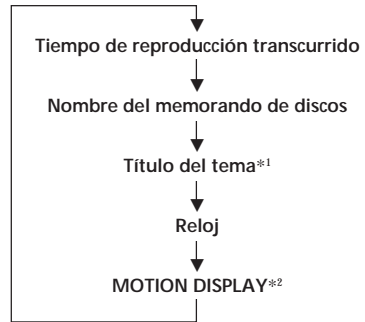 Tiempo de reproducción transcurrido
Nombre del memorando de discos
Título del tema*1
Reloj
MOTION DISPLAY*2